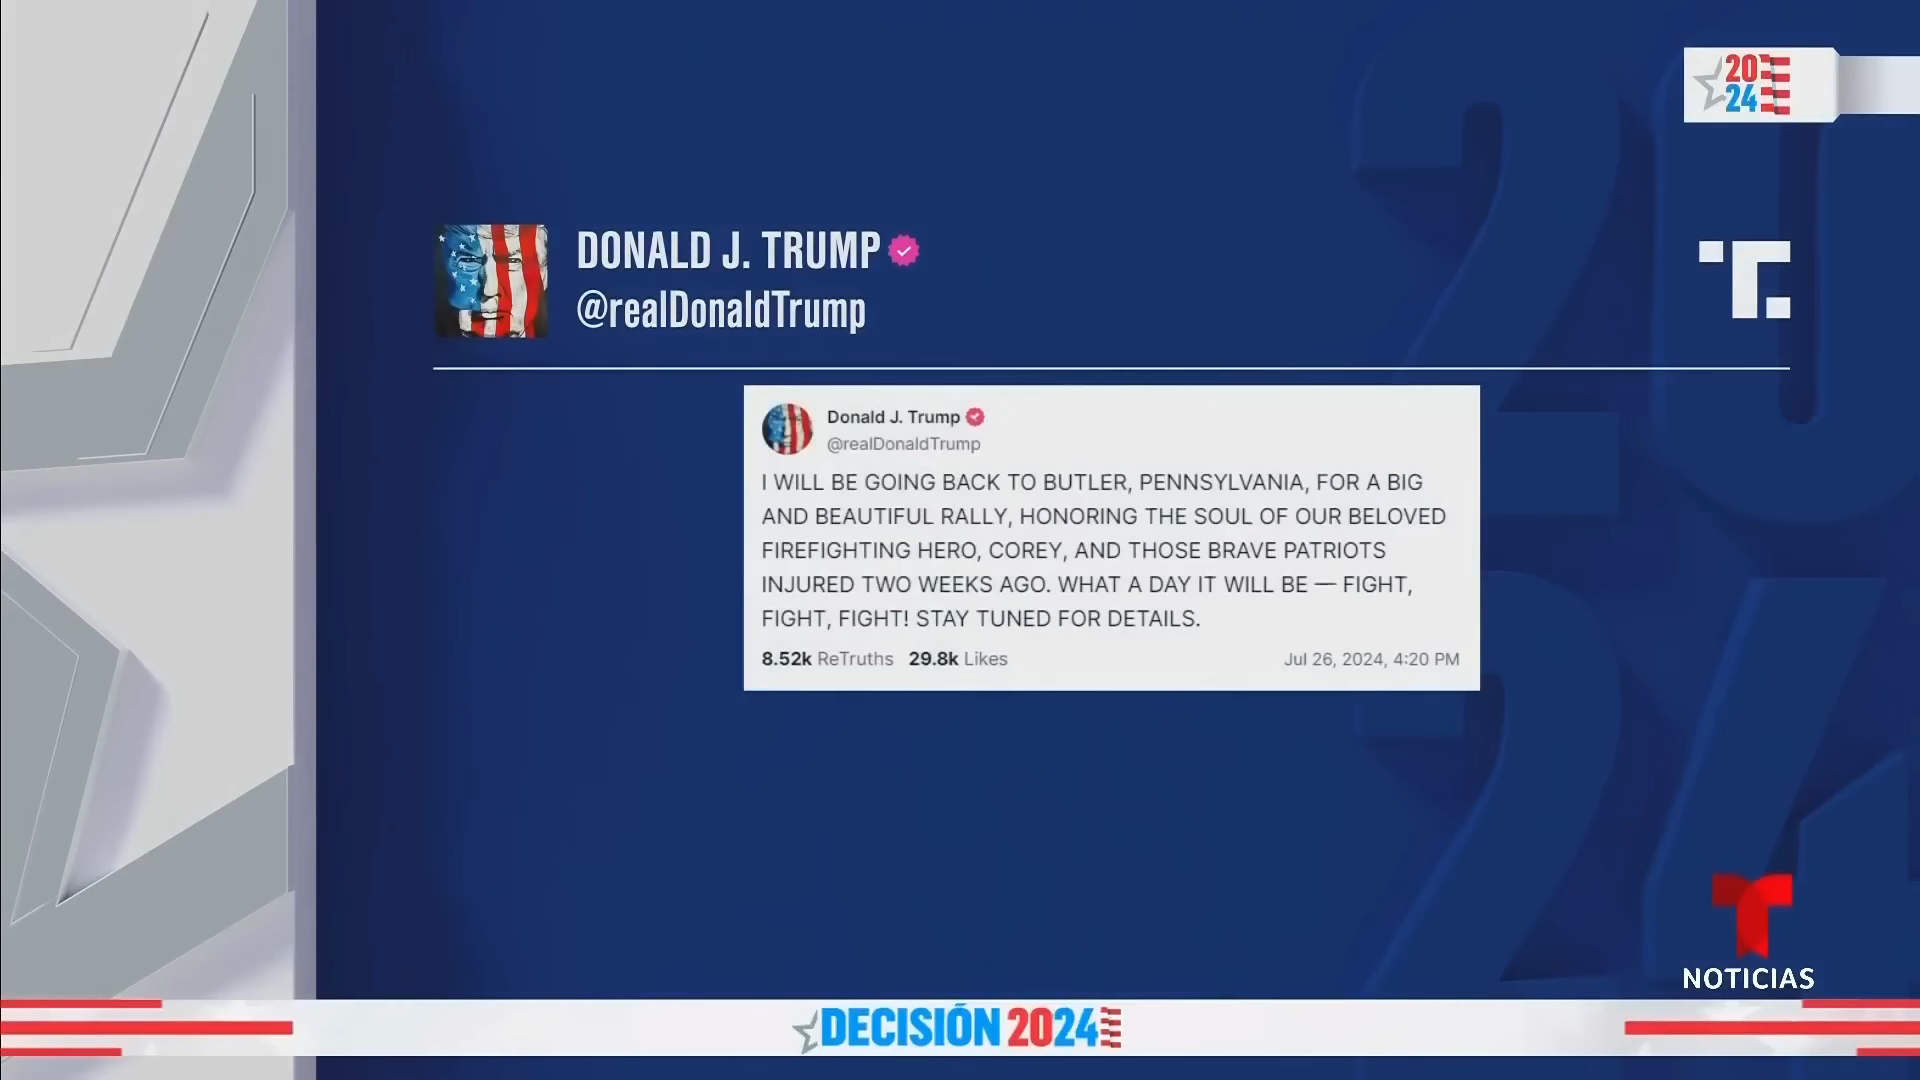 20
24
DONALD J. TRUMP
@realDonaldTrump
T.
Donald J. Trump
@realDonaldTrump
I WILL BE GOING BACK TO BUTLER, PENNSYLVANIA, FOR A BIG
AND BEAUTIFUL RALLY, HONORING THE SOUL OF OUR BELOVED
FIREFIGHTING HERO, COREY, AND THOSE BRAVE PATRIOTS
INJURED TWO WEEKS AGO. WHAT A DAY IT WILL BE — FIGHT,
FIGHT, FIGHT! STAY TUNED FOR DETAILS.
8.52k ReTruths 29.8k Likes Jul 26, 2024, 4:20 PM
20
24
NOTICIAS
DECISIÓN 2024